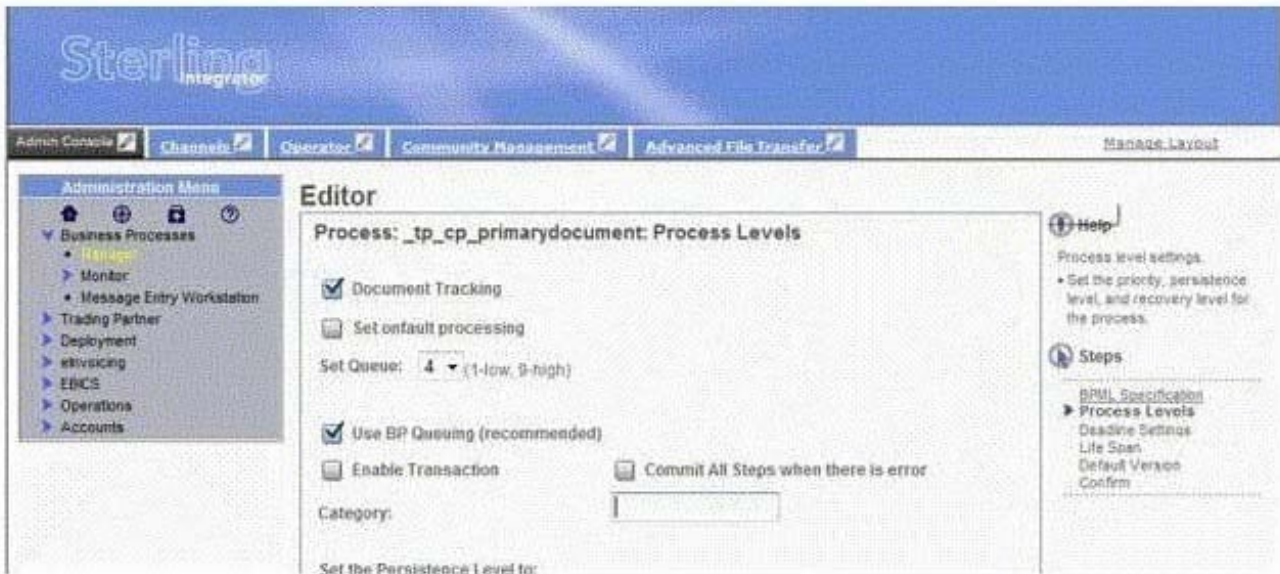 Sterling
Integrator
Admin Console Channels Operator Community Management Advanced File Transfer Manage Layout
Administration Menu
Business Processes
Manager
Monitor
Message Entry Workstation
Trading Partner
Deployment
eInvoicing
EBICS
Operations
Accounts
Editor
Process: _tp_cp_primarydocument: Process Levels
Document Tracking
Set onfault processing
Set Queue: 4 (1-low, 9-high)
Use BP Queuing (recommended)
Enable Transaction Commit All Steps when there is error
Category:
Set the Persistence Level to:
Help
Process level settings.
• Set the priority, persistence
level, and recovery level for
the process.
Steps
BPML Specification
Process Levels
Deadline Settings
Life Span
Default Version
Confirm